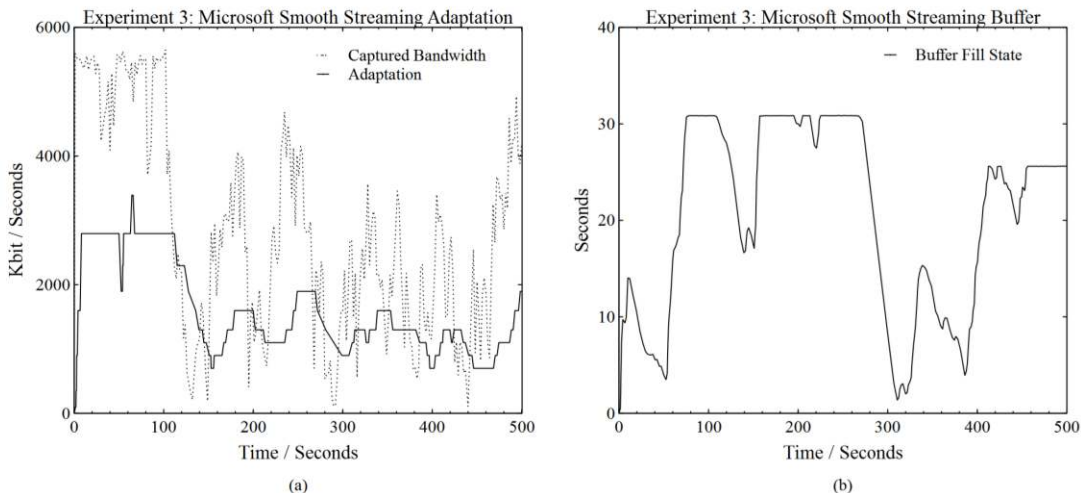 Experiment 3: Microsoft Smooth Streaming Adaptation
6000
4000
2000
0
Kbit / Seconds
Captured Bandwidth
Adaptation
0 100 200 300 400 500
Time / Seconds
(a)
Experiment 3: Microsoft Smooth Streaming Buffer
40
30
20
10
0
Seconds
Buffer Fill State
0 100 200 300 400 500
Time / Seconds
(b)